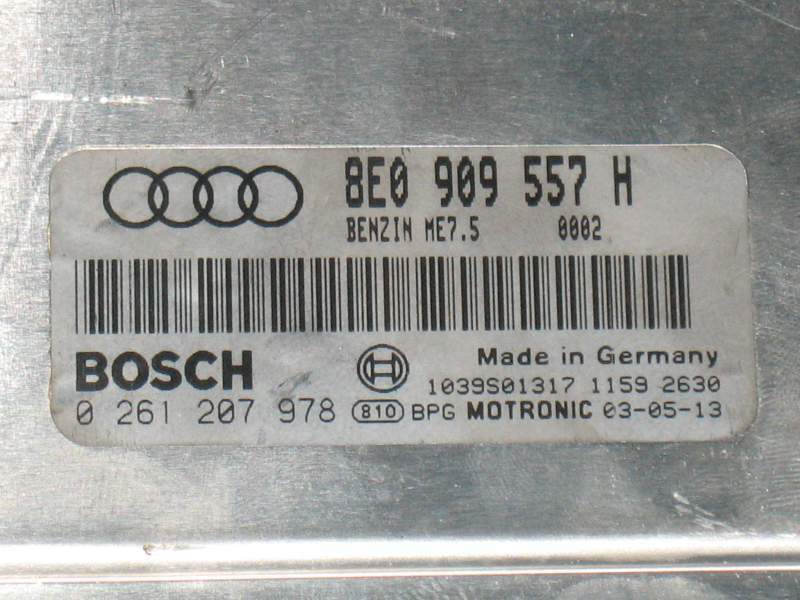 8E0 909 557 H
BENZIN ME7.5 0002
BOSCH
Made in Germany
1039S01317 1159 2630
0 261 207 978 810 BPG MOTRONIC 03-05-13